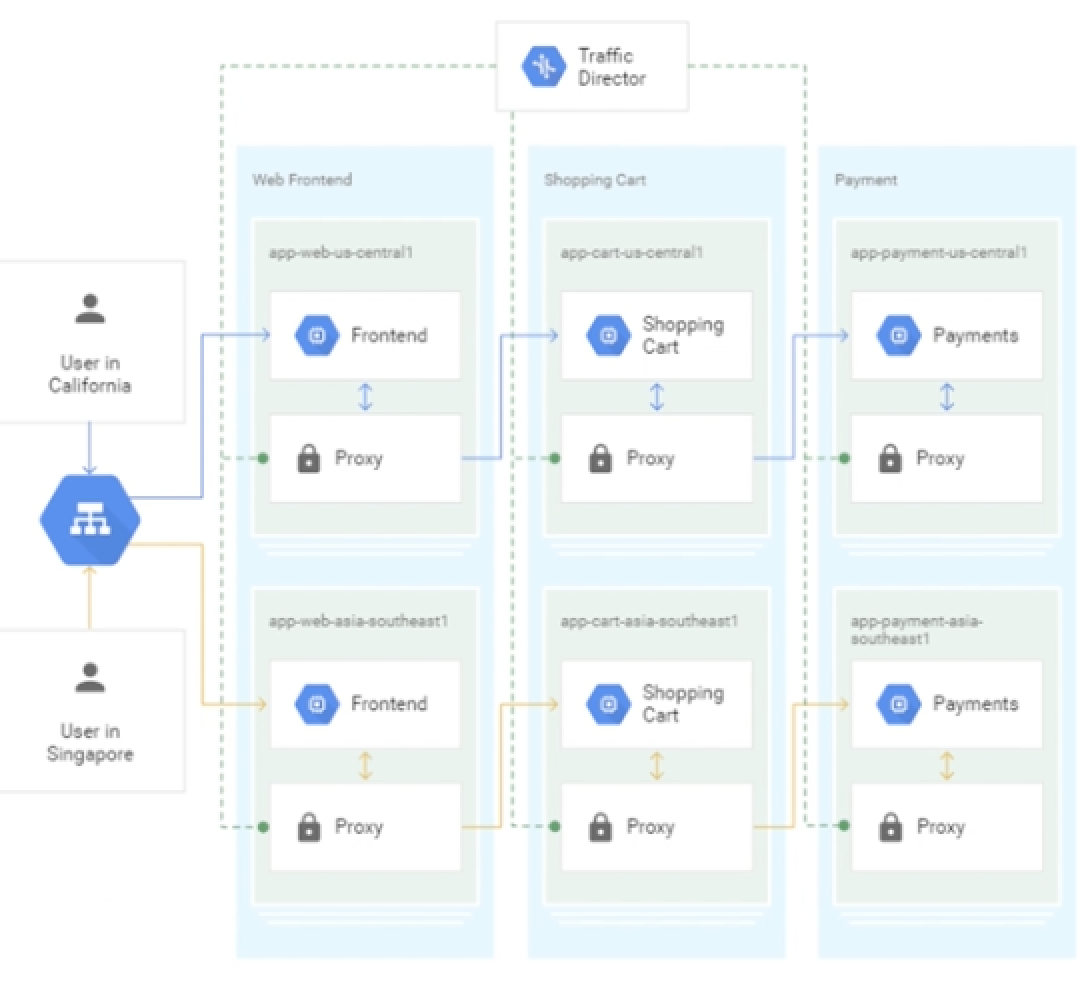 Traffic
Director
Web Frontend
Shopping Cart
Payment
app-web-us-central1
app-cart-us-central1
app-payment-us-central1
User in
California
Frontend
Shopping
Cart
Payments
Proxy
Proxy
Proxy
app-web-asia-southeast1
app-cart-asia-southeast1
app-payment-asia-
southeast1
User in
Singapore
Frontend
Shopping
Cart
Payments
Proxy
Proxy
Proxy